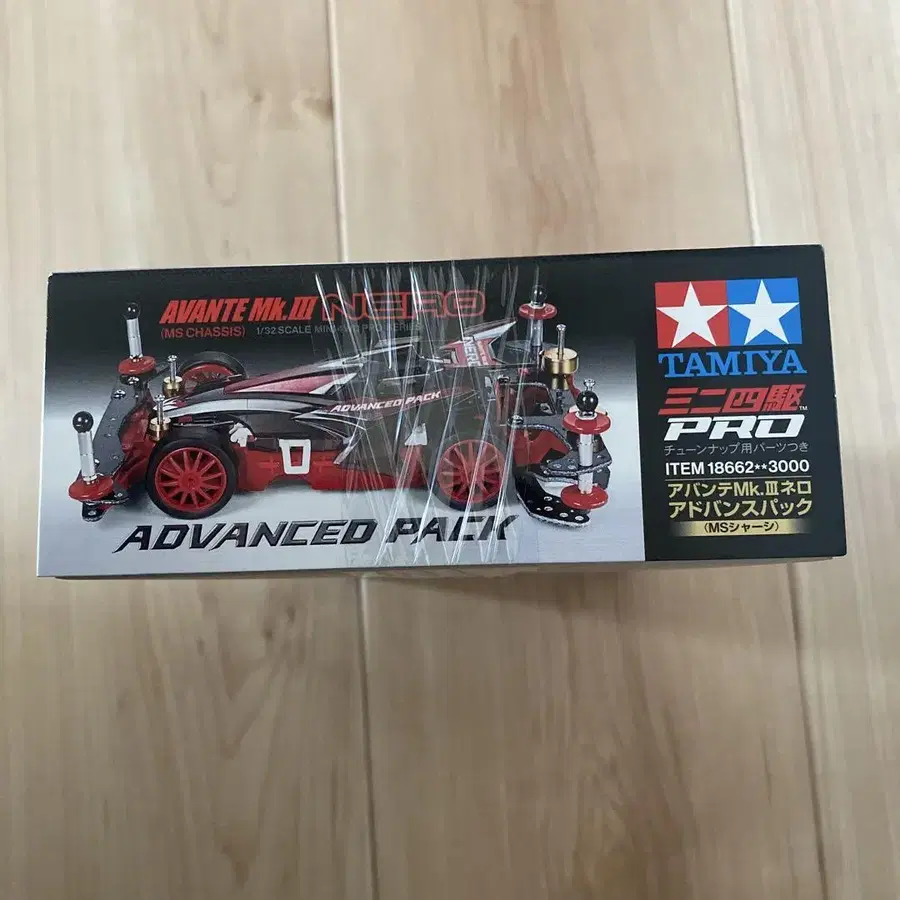 AVANTE Mk.III NERO
(MS CHASSIS) 1/32 SCALE MINI 4WD PRO SERIES
NERO
ADVANCED PACK
ADVANCED PACK
TAMIYA
ミニ四駆™
PRO
チューンナップ用パーツつき
ITEM 18662**3000
アバンテMk.IIIネロ
アドバンスパック
(MSシャーシ)